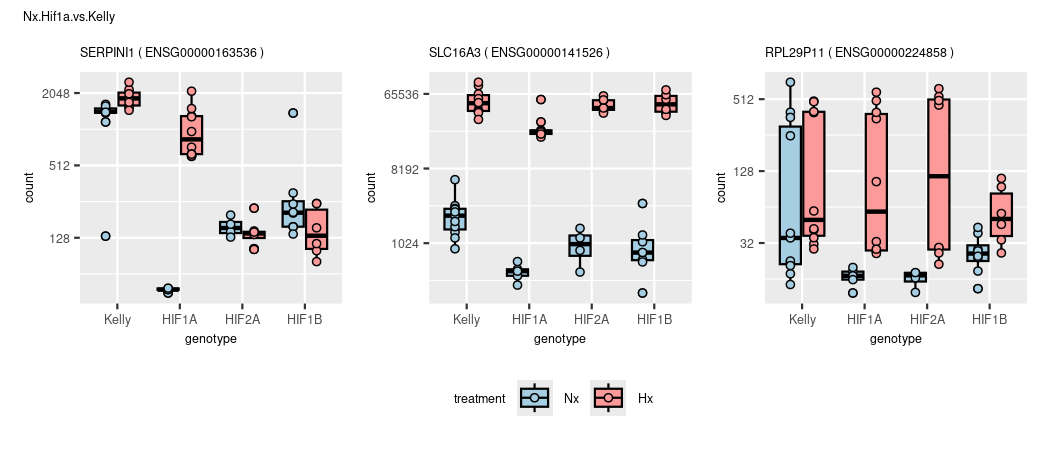 Nx.Hif1a.vs.Kelly
SERPINI1 ( ENSG00000163536 )
SLC16A3 ( ENSG00000141526 )
RPL29P11 ( ENSG00000224858 )
count
2048
512
128
Kelly
HIF1A
HIF2A
HIF1B
genotype
count
65536
8192
1024
Kelly
HIF1A
HIF2A
HIF1B
genotype
count
512
128
32
Kelly
HIF1A
HIF2A
HIF1B
genotype
treatment
Nx
Hx